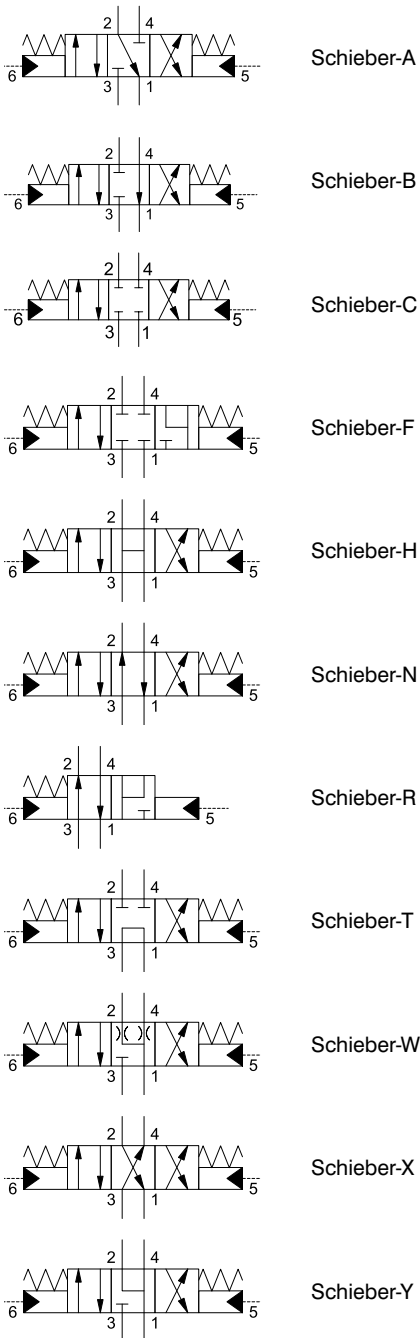 2 4
6 3 1 5 Schieber-A
2 4
6 3 1 5 Schieber-B
2 4
6 3 1 5 Schieber-C
2 4
6 3 1 5 Schieber-F
2 4
6 3 1 5 Schieber-H
2 4
6 3 1 5 Schieber-N
2 4
6 3 1 5 Schieber-R
2 4
6 3 1 5 Schieber-T
2 4
6 3 1 5 Schieber-W
2 4
6 3 1 5 Schieber-X
2 4
6 3 1 5 Schieber-Y